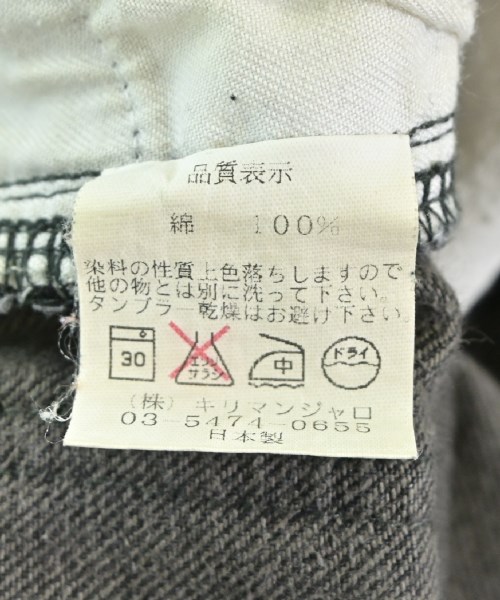 品質表示
綿 100%
染料の性質上色落ちしますので
他の物とは別に洗って下さい。
タンブラー乾燥はお避け下さい
30 エンソ サラシ 中 ドライ
(株) キリマンジャロ
03-5474-0655
日本製